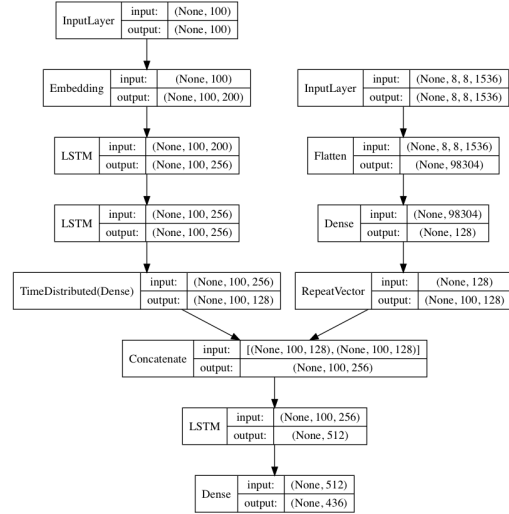 InputLayer input: (None, 100)
output: (None, 100)
Embedding input: (None, 100)
output: (None, 100, 200)
InputLayer input: (None, 8, 8, 1536)
output: (None, 8, 8, 1536)
LSTM input: (None, 100, 200)
output: (None, 100, 256)
Flatten input: (None, 8, 8, 1536)
output: (None, 98304)
LSTM input: (None, 100, 256)
output: (None, 100, 256)
Dense input: (None, 98304)
output: (None, 128)
TimeDistributed(Dense) input: (None, 100, 256)
output: (None, 100, 128)
RepeatVector input: (None, 128)
output: (None, 100, 128)
Concatenate input: [(None, 100, 128), (None, 100, 128)]
output: (None, 100, 256)
LSTM input: (None, 100, 256)
output: (None, 512)
Dense input: (None, 512)
output: (None, 436)